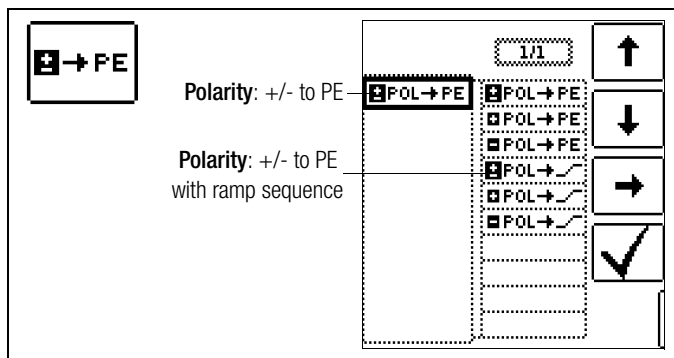 ±→PE
1/1
Polarity: +/- to PE
±POL→PE
±POL→PE
+POL→PE
-POL→PE
Polarity: +/- to PE
with ramp sequence
±POL→
+POL→
-POL→